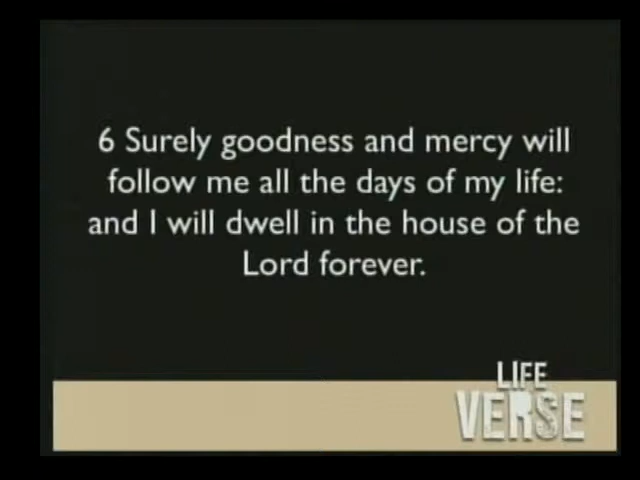 6 Surely goodness and mercy will
follow me all the days of my life:
and I will dwell in the house of the
Lord forever.
LIFE
VERSE